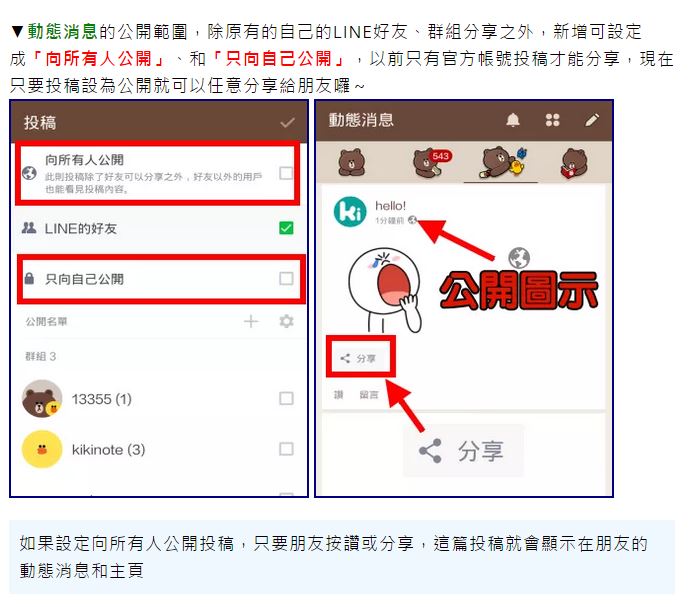 ▼動態消息的公開範圍，除原有的自己的LINE好友、群組分享之外，新增可設定
成「向所有人公開」、和「只向自己公開」，以前只有官方帳號投稿才能分享，現在
只要投稿設為公開就可以任意分享給朋友囉～
投稿
向所有人公開
此則投稿除了好友可以分享之外，好友以外的用戶
也能看見投稿內容。
LINE的好友
只向自己公開
公開名單
群組 3
13355 (1)
kikinote (3)
動態消息
543
ki
hello!
1分鐘前
公開圖示
分享
讚 留言
分享
如果設定向所有人公開投稿，只要朋友按讚或分享，這篇投稿就會顯示在朋友的
動態消息和主頁